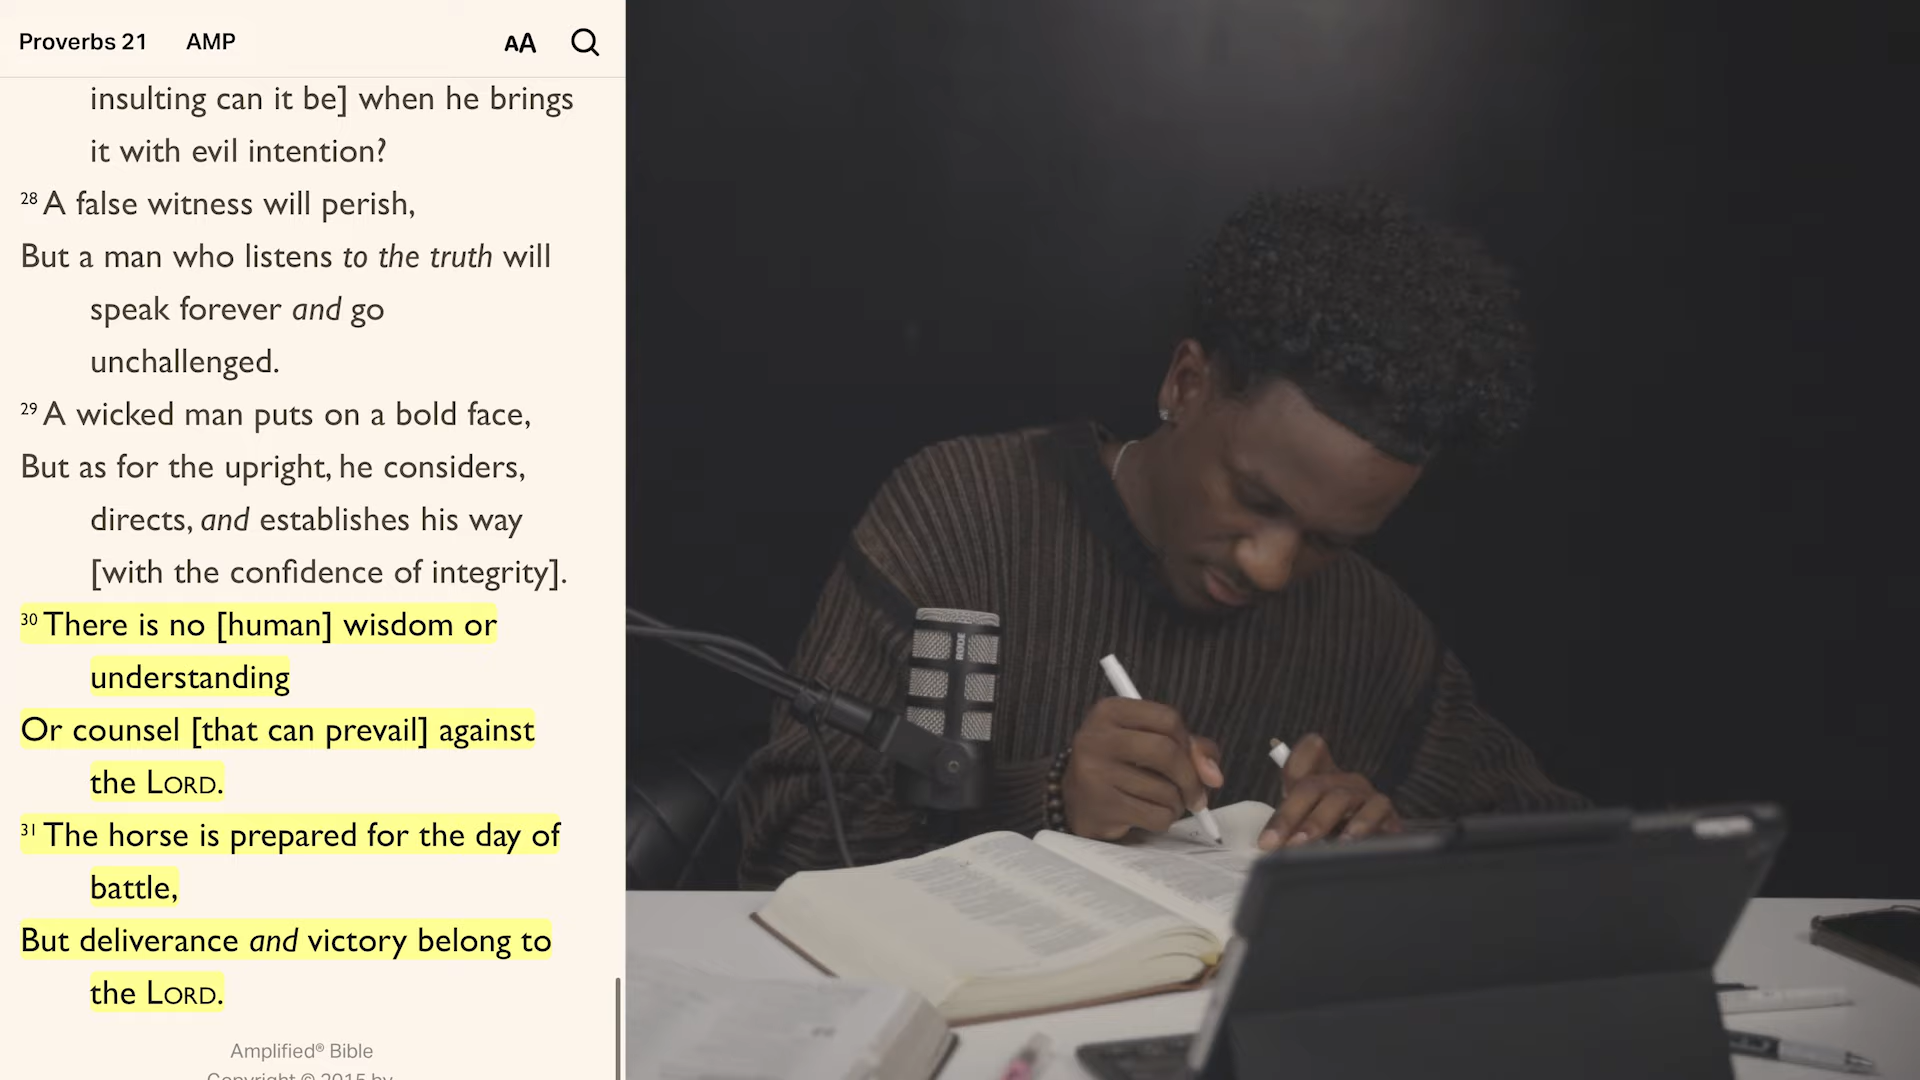 Proverbs 21 AMP AA
insulting can it be] when he brings
it with evil intention?
28 A false witness will perish,
But a man who listens to the truth will
speak forever and go
unchallenged.
29 A wicked man puts on a bold face,
But as for the upright, he considers,
directs, and establishes his way
[with the confidence of integrity].
30 There is no [human] wisdom or
understanding
Or counsel [that can prevail] against
the LORD.
31 The horse is prepared for the day of
battle,
But deliverance and victory belong to
the LORD.
Amplified® Bible
Copyright © 2015 by
RODE